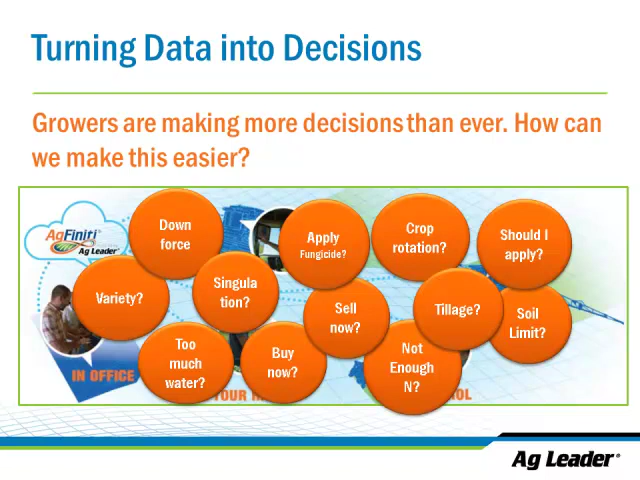 Turning Data into Decisions
Growers are making more decisions than ever. How can
we make this easier?
AgFiniti
Ag Leader
Down
force
Apply
Fungicide?
Crop
rotation?
Should I
apply?
Variety?
Singula
tion?
Sell
now?
Tillage?
Soil
Limit?
Too
much
water?
Buy
now?
Not
Enough
N?
IN OFFICE
YOUR
Ag Leader®